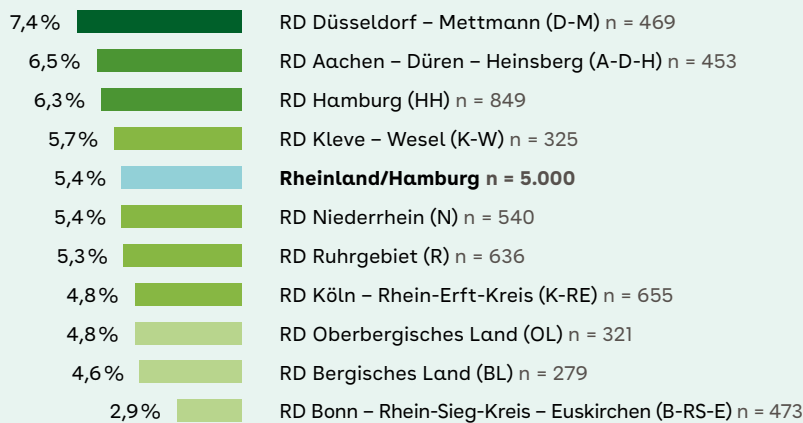 7,4% RD Düsseldorf – Mettmann (D-M) n = 469
6,5% RD Aachen – Düren – Heinsberg (A-D-H) n = 453
6,3% RD Hamburg (HH) n = 849
5,7% RD Kleve – Wesel (K-W) n = 325
5,4% Rheinland/Hamburg n = 5.000
5,4% RD Niederrhein (N) n = 540
5,3% RD Ruhrgebiet (R) n = 636
4,8% RD Köln – Rhein-Erft-Kreis (K-RE) n = 655
4,8% RD Oberbergisches Land (OL) n = 321
4,6% RD Bergisches Land (BL) n = 279
2,9% RD Bonn – Rhein-Sieg-Kreis – Euskirchen (B-RS-E) n = 473